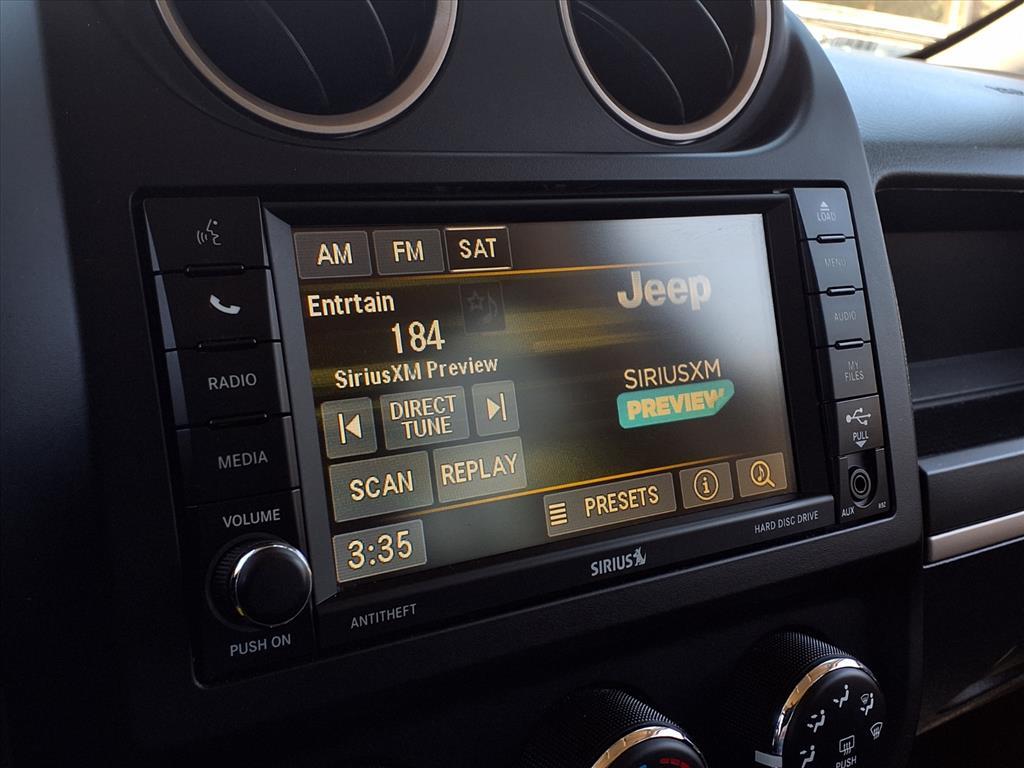 AM FM SAT
Entrtain
184
Jeep
SiriusXM Preview
SIRIUSXM
PREVIEW
DIRECT
TUNE
SCAN
REPLAY
PRESETS
3:35
RADIO
MEDIA
VOLUME
PUSH ON
ANTITHEFT
SIRIUS
HARD DISC DRIVE
LOAD
MENU
AUDIO
MY
FILES
PULL
AUX
PUSH